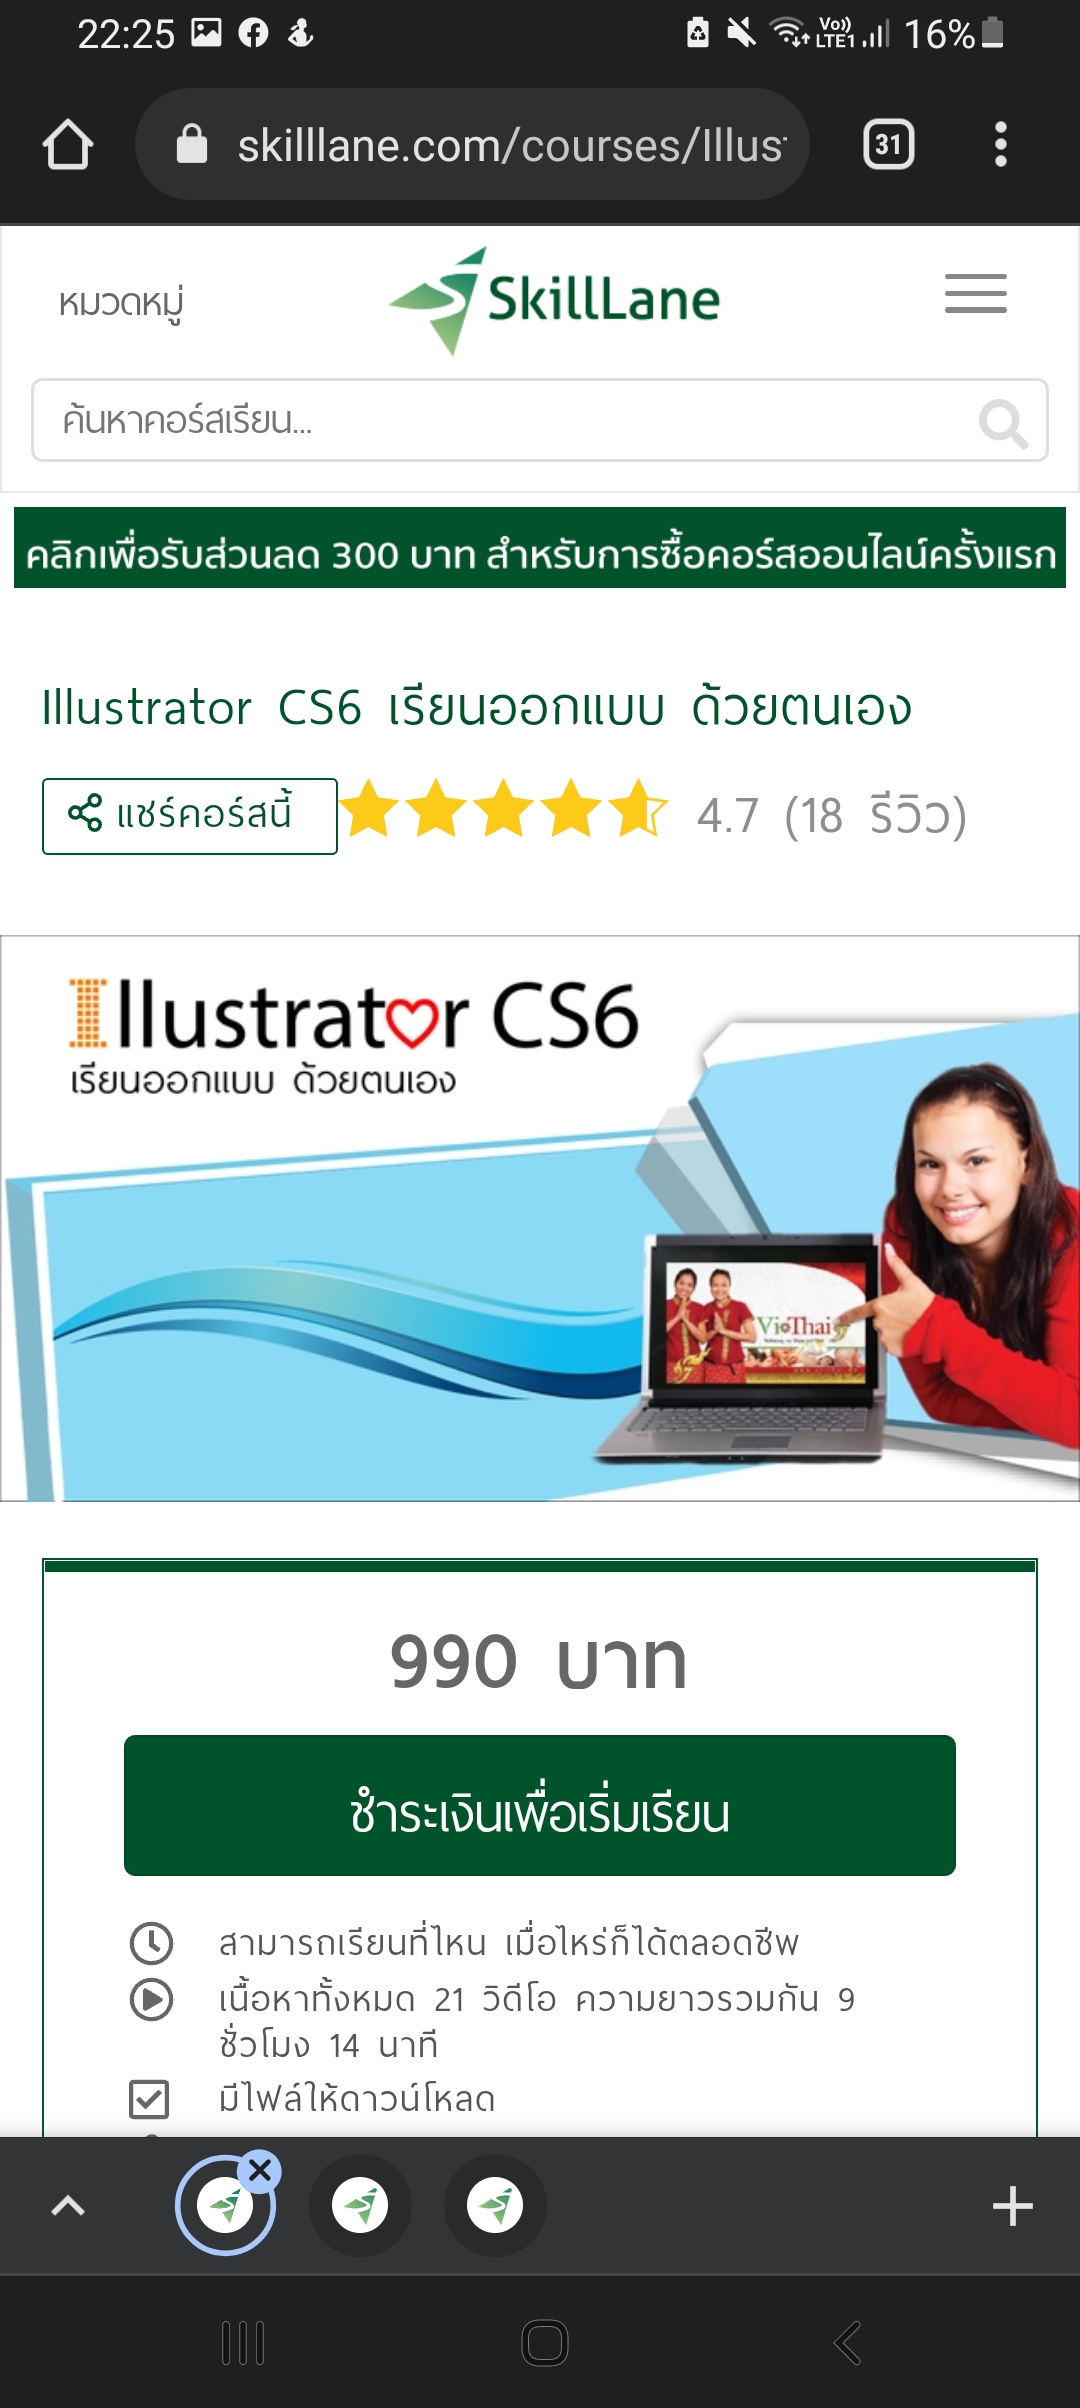 22:25
Vo))
LTE1
16%
skilllane.com/courses/Illus
31
หมวดหมู่
SkillLane
ค้นหาคอร์สเรียน...
คลิกเพื่อรับส่วนลด 300 บาท สำหรับการซื้อคอร์สออนไลน์ครั้งแรก
Illustrator CS6 เรียนออกแบบ ด้วยตนเอง
แชร์คอร์สนี้
4.7 (18 รีวิว)
Illustrator CS6
เรียนออกแบบ ด้วยตนเอง
990 บาท
ชำระเงินเพื่อเริ่มเรียน
สามารถเรียนที่ไหน เมื่อไหร่ก็ได้ตลอดชีพ
เนื้อหาทั้งหมด 21 วิดีโอ ความยาวรวมกัน 9
ชั่วโมง 14 นาที
มีไฟล์ให้ดาวน์โหลด